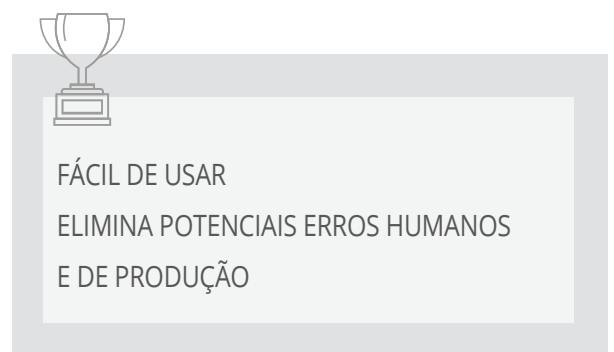 FÁCIL DE USAR
ELIMINA POTENCIAIS ERROS HUMANOS
E DE PRODUÇÃO